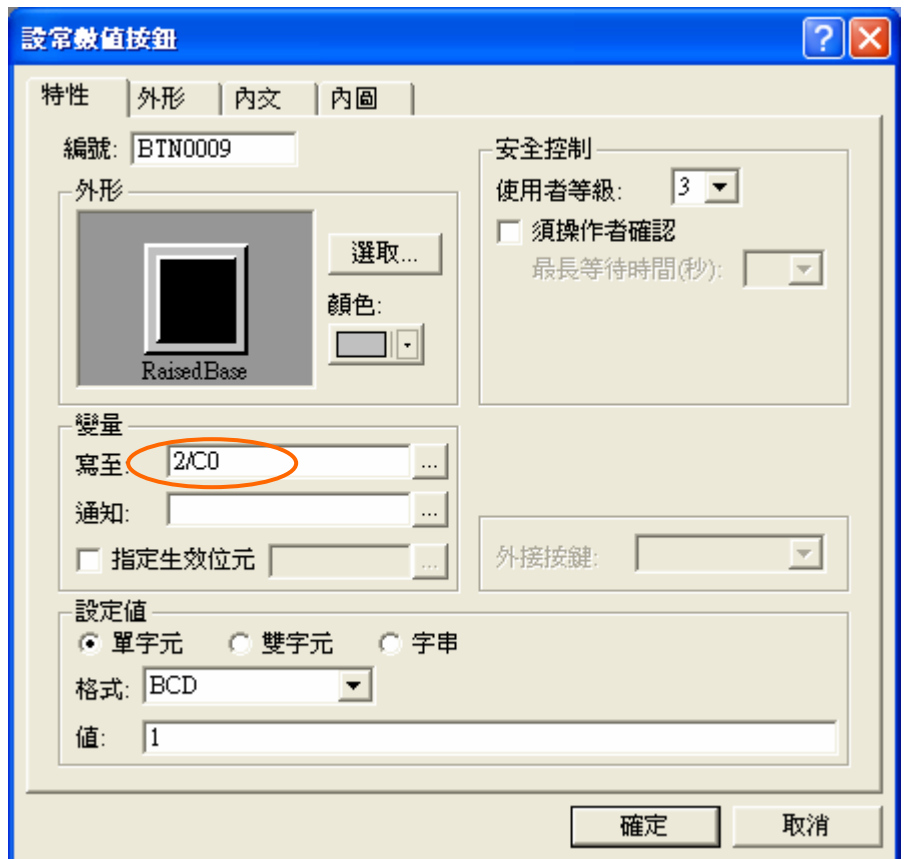 設常數值按鈕
特性 外形 內文 內圖
編號: BTN0009
外形
選取...
顏色:
RaisedBase
安全控制
使用者等級: 3
須操作者確認
最長等待時間(秒):
變量
寫至: 2/C0 ...
通知: ...
指定生效位元 ...
外接按鍵:
設定值
單字元 雙字元 字串
格式: BCD
值: 1
確定 取消